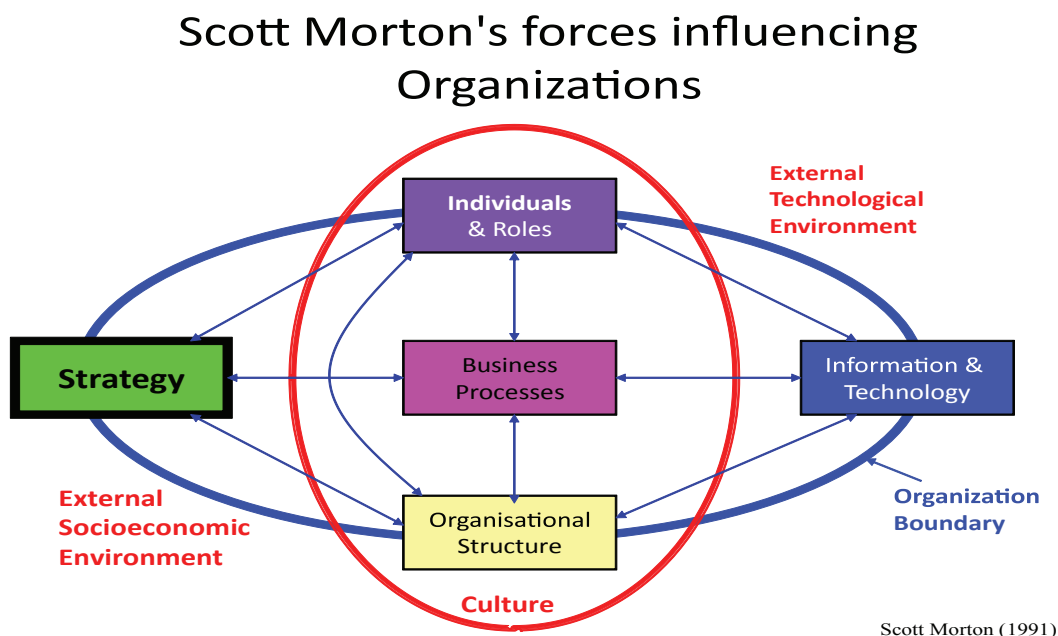 Scott Morton's forces influencing
Organizations
External
Technological
Environment
Individuals
& Roles
Strategy
Business
Processes
Information &
Technology
External
Socioeconomic
Environment
Organisational
Structure
Organization
Boundary
Culture
Scott Morton (1991)